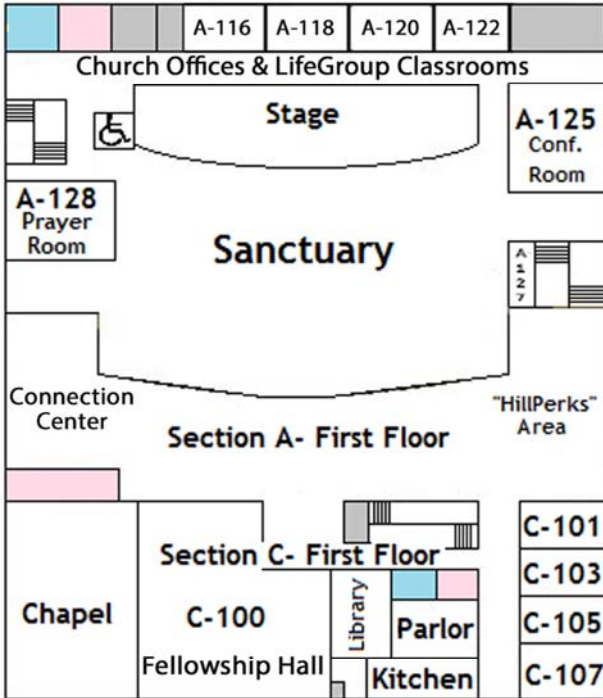 A-116 A-118 A-120 A-122
Church Offices & LifeGroup Classrooms
Stage
A-125
Conf.
Room
A-128
Prayer
Room
Sanctuary
A
1
2
7
Connection
Center
"HillPerks"
Area
Section A- First Floor
C-101
Section C- First Floor
C-103
Chapel
C-100
Library
Parlor
C-105
Fellowship Hall
Kitchen
C-107